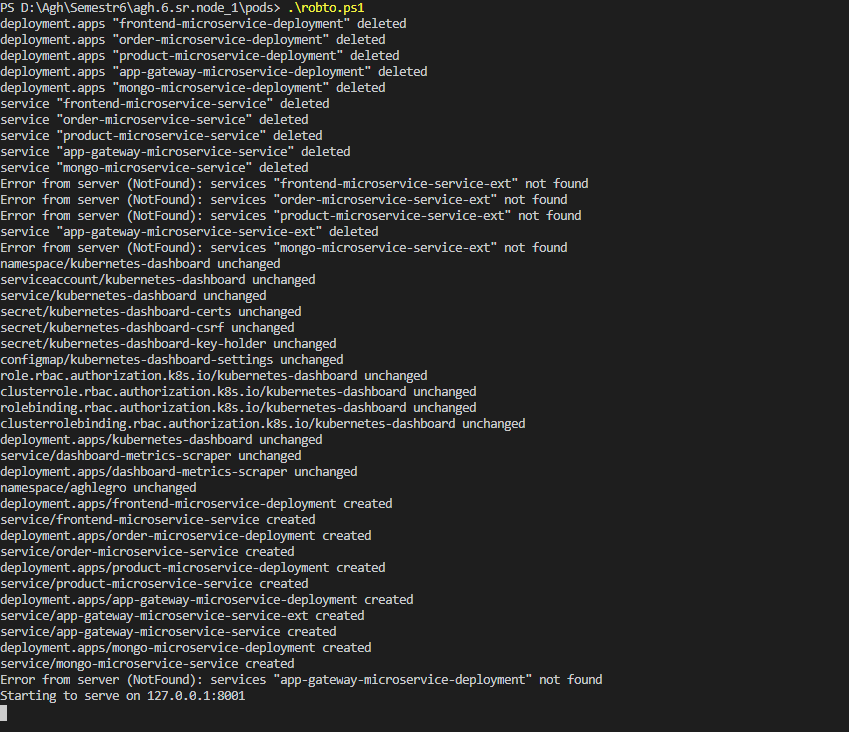 PS D:\Agh\Semestr6\agh.6.sr.node_1\pods> .\robto.ps1
deployment.apps "frontend-microservice-deployment" deleted
deployment.apps "order-microservice-deployment" deleted
deployment.apps "product-microservice-deployment" deleted
deployment.apps "app-gateway-microservice-deployment" deleted
deployment.apps "mongo-microservice-deployment" deleted
service "frontend-microservice-service" deleted
service "order-microservice-service" deleted
service "product-microservice-service" deleted
service "app-gateway-microservice-service" deleted
service "mongo-microservice-service" deleted
Error from server (NotFound): services "frontend-microservice-service-ext" not found
Error from server (NotFound): services "order-microservice-service-ext" not found
Error from server (NotFound): services "product-microservice-service-ext" not found
service "app-gateway-microservice-service-ext" deleted
Error from server (NotFound): services "mongo-microservice-service-ext" not found
namespace/kubernetes-dashboard unchanged
serviceaccount/kubernetes-dashboard unchanged
service/kubernetes-dashboard unchanged
secret/kubernetes-dashboard-certs unchanged
secret/kubernetes-dashboard-csrf unchanged
secret/kubernetes-dashboard-key-holder unchanged
configmap/kubernetes-dashboard-settings unchanged
role.rbac.authorization.k8s.io/kubernetes-dashboard unchanged
clusterrole.rbac.authorization.k8s.io/kubernetes-dashboard unchanged
rolebinding.rbac.authorization.k8s.io/kubernetes-dashboard unchanged
clusterrolebinding.rbac.authorization.k8s.io/kubernetes-dashboard unchanged
deployment.apps/kubernetes-dashboard unchanged
service/dashboard-metrics-scraper unchanged
deployment.apps/dashboard-metrics-scraper unchanged
namespace/aghlegro unchanged
deployment.apps/frontend-microservice-deployment created
service/frontend-microservice-service created
deployment.apps/order-microservice-deployment created
service/order-microservice-service created
deployment.apps/product-microservice-deployment created
service/product-microservice-service created
deployment.apps/app-gateway-microservice-deployment created
service/app-gateway-microservice-service-ext created
service/app-gateway-microservice-service created
deployment.apps/mongo-microservice-deployment created
service/mongo-microservice-service created
Error from server (NotFound): services "app-gateway-microservice-deployment" not found
Starting to serve on 127.0.0.1:8001